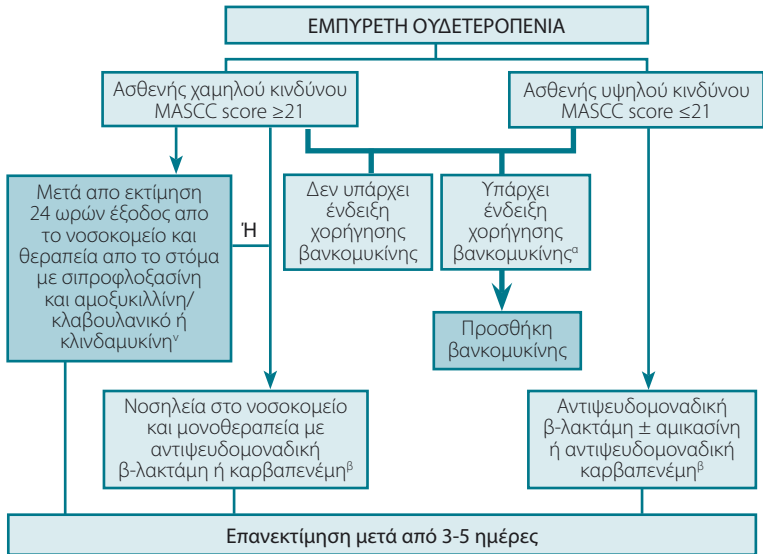 ΕΜΠΥΡΕΤΗ ΟΥΔΕΤΕΡΟΠΕΝΙΑ
Ασθενής χαμηλού κινδύνου
MASCC score ≥21
Ασθενής υψηλού κινδύνου
MASCC score ≤21
Μετά απο εκτίμηση
24 ωρών έξοδος απο
το νοσοκομείο και
θεραπεία απο το στόμα
με σιπροφλοξασίνη
και αμοξυκιλλίνη/
κλαβουλανικό ή
κλινδαμυκίνηᵛ
Ή
Δεν υπάρχει
ένδειξη
χορήγησης
βανκομυκίνης
Υπάρχει
ένδειξη
χορήγησης
βανκομυκίνηςᵅ
Προσθήκη
βανκομυκίνης
Νοσηλεία στο νοσοκομείο
και μονοθεραπεία με
αντιψευδομοναδική
β-λακτάμη ή καρβαπενέμηᵝ
Αντιψευδομοναδική
β-λακτάμη ± αμικασίνη
ή αντιψευδομοναδική
καρβαπενέμηᵝ
Επανεκτίμηση μετά από 3-5 ημέρες